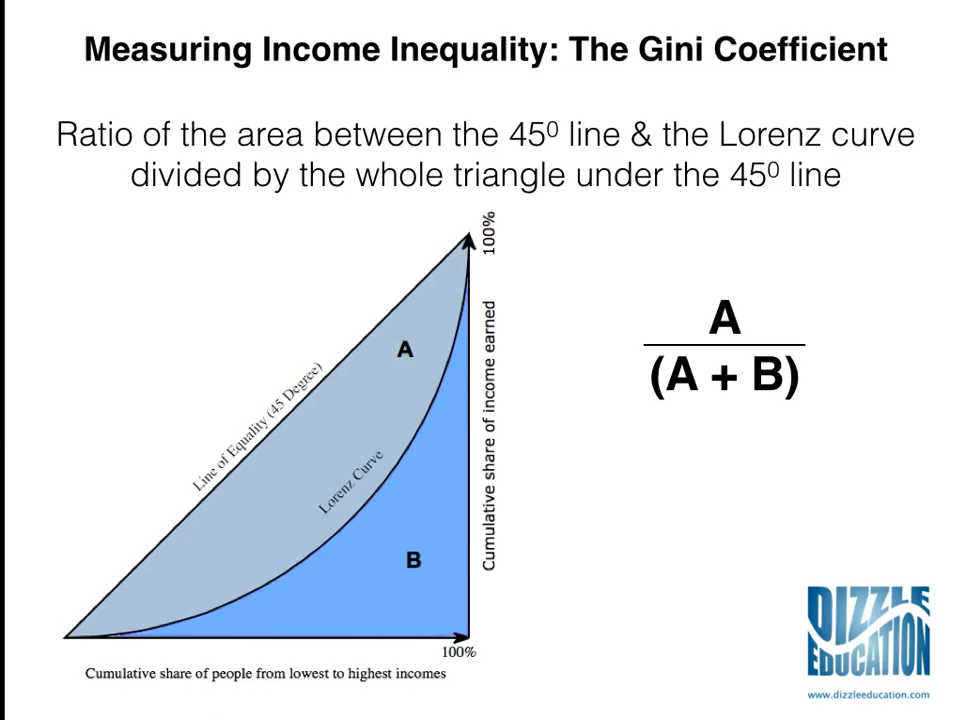 Measuring Income Inequality: The Gini Coefficient
Ratio of the area between the 45⁰ line & the Lorenz curve
divided by the whole triangle under the 45⁰ line
100%
Cumulative share of income earned
A
Line of Equality (45 Degree)
Lorenz Curve
B
100%
Cumulative share of people from lowest to highest incomes
A
(A + B)
DIZZLE
EDUCATION
www.dizzleeducation.com